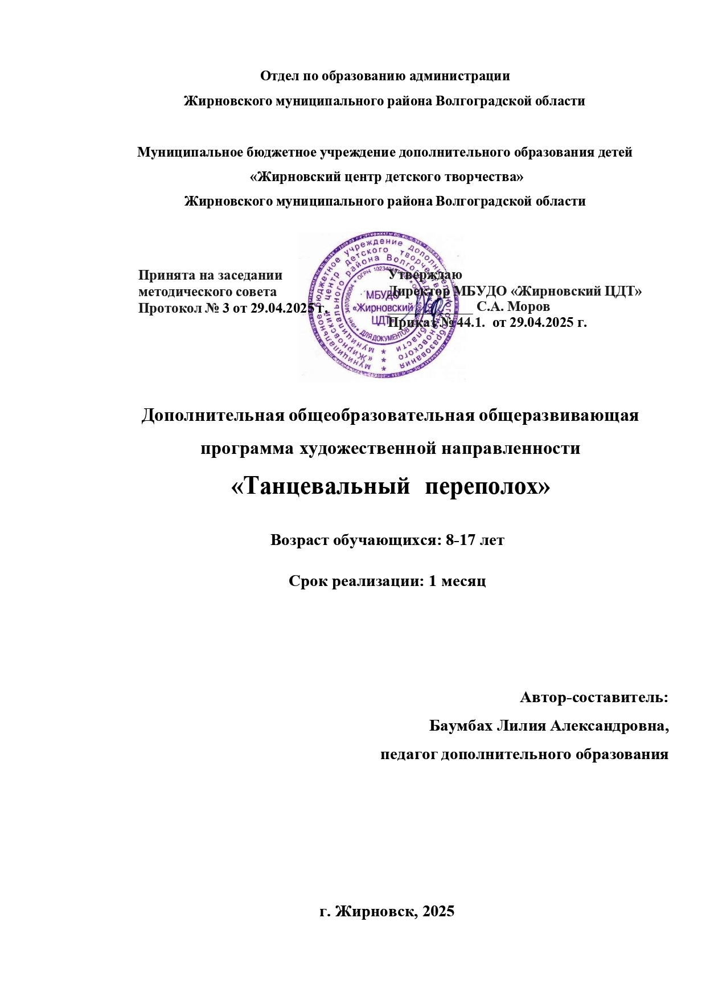 Отдел по образованию администрации
Жирновского муниципального района Волгоградской области
Муниципальное бюджетное учреждение дополнительного образования детей
«Жирновский центр детского творчества»
Жирновского муниципального района Волгоградской области
Принята на заседании
методического совета
Протокол № 3 от 29.04.2025 г.
Утверждаю
Директор МБУДО «Жирновский ЦДТ»
С.А. Моров
Приказ № 44.1. от 29.04.2025 г.
МБУДО
«Жирновский
ЦДТ»
ДЛЯ ДОКУМЕНТОВ
Дополнительная общеобразовательная общеразвивающая
программа художественной направленности
«Танцевальный переполох»
Возраст обучающихся: 8-17 лет
Срок реализации: 1 месяц
Автор-составитель:
Баумбах Лилия Александровна,
педагог дополнительного образования
г. Жирновск, 2025